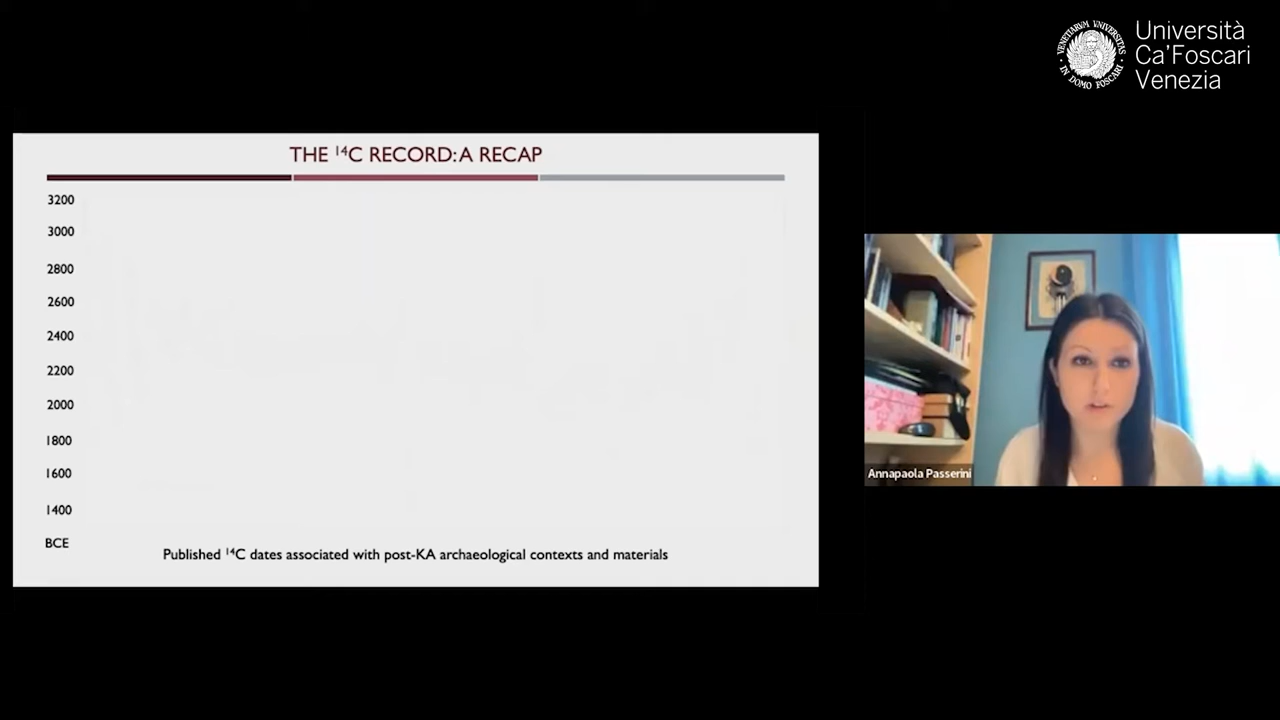 Università
Ca'Foscari
Venezia
THE ¹⁴C RECORD: A RECAP
3200
3000
2800
2600
2400
2200
2000
1800
1600
1400
BCE
Published ¹⁴C dates associated with post-KA archaeological contexts and materials
Annapaola Passerini